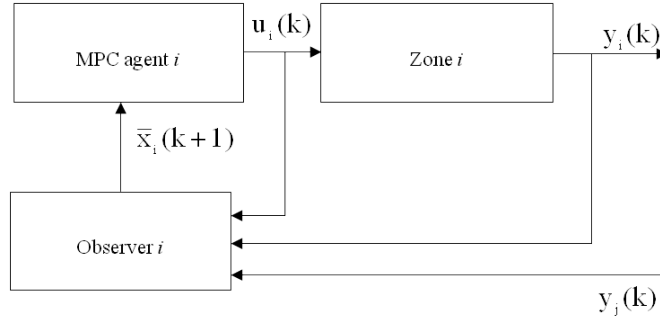 u_i(k)
y_i(k)
MPC agent i
Zone i
x̄_i(k+1)
Observer i
y_j(k)